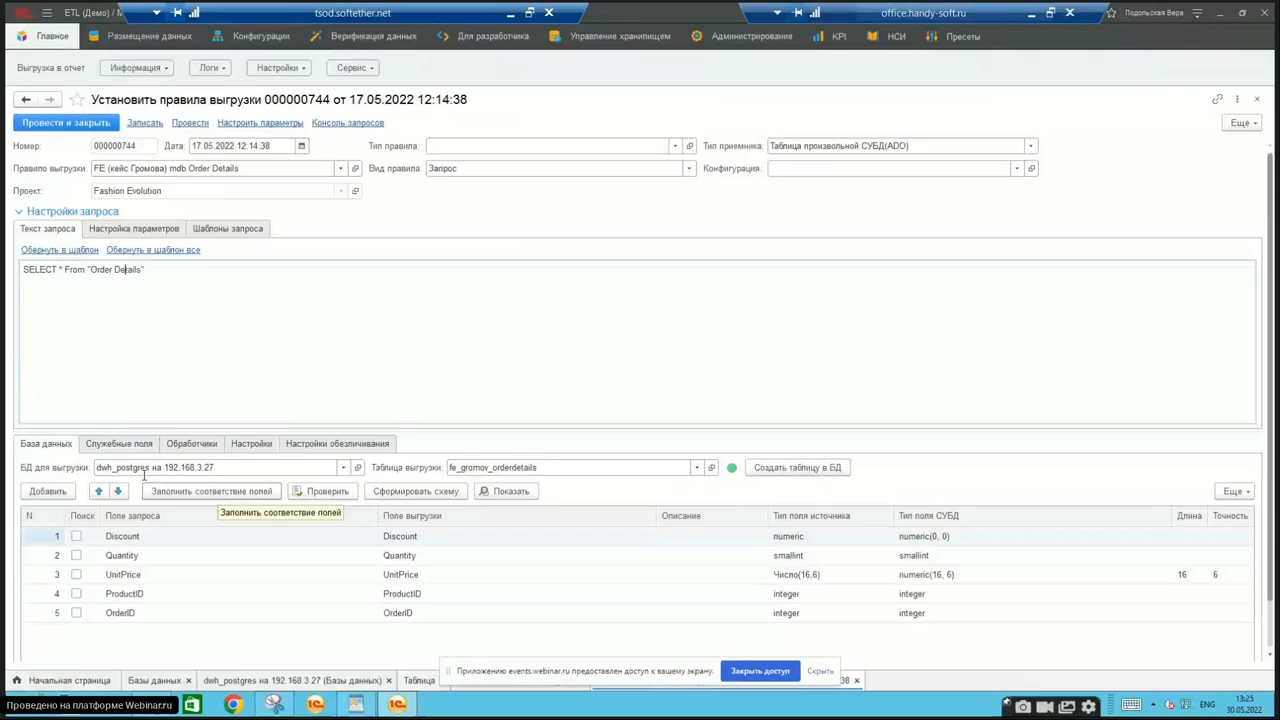 ETL (Демо) / М
tsod.softether.net
office.handy-soft.ru
Подольская Вера
Главное
Размещение данных
Конфигурации
Верификация данных
Для разработчика
Управление хранилищем
Администрирование
KPI
НСИ
Пресеты
Выгрузка в отчет
Информация
Логи
Настройки
Сервис
Установить правила выгрузки 000000744 от 17.05.2022 12:14:38
Провести и закрыть Записать Провести Настроить параметры Консоль запросов Еще
Номер: 000000744 Дата: 17.05.2022 12:14:38 Тип правила: Тип приемника: Таблица произвольной СУБД(ADO)
Правило выгрузки: FE (кейс Громова) mdb Order Details Вид правила: Запрос Конфигурация:
Проект: Fashion Evolution
Настройки запроса
Текст запроса Настройка параметров Шаблоны запроса
Обернуть в шаблон Обернуть в шаблон все
SELECT * From "Order Details"
База данных Служебные поля Обработчики Настройки Настройки обезличивания
БД для выгрузки: dwh_postgres на 192.168.3.27 Таблица выгрузки: fe_gromov_orderdetails Создать таблицу в БД
Добавить Заполнить соответствие полей Проверить Сформировать схему Показать Еще
Заполнить соответствие полей
N Поиск Поле запроса Поле выгрузки Описание Тип поля источника Тип поля СУБД Длина Точность
1 Discount Discount numeric numeric(0, 0)
2 Quantity Quantity smallint smallint
3 UnitPrice UnitPrice Число(16,6) numeric(16, 6) 16 6
4 ProductID ProductID integer integer
5 OrderID OrderID integer integer
Приложению events.webinar.ru предоставлен доступ к вашему экрану. Закрыть доступ Скрыть
Начальная страница Базы данных dwh_postgres на 192.168.3.27 (Базы данных) Таблица 38
Проведено на платформе Webinar.ru
ENG
13:25
30.05.2022